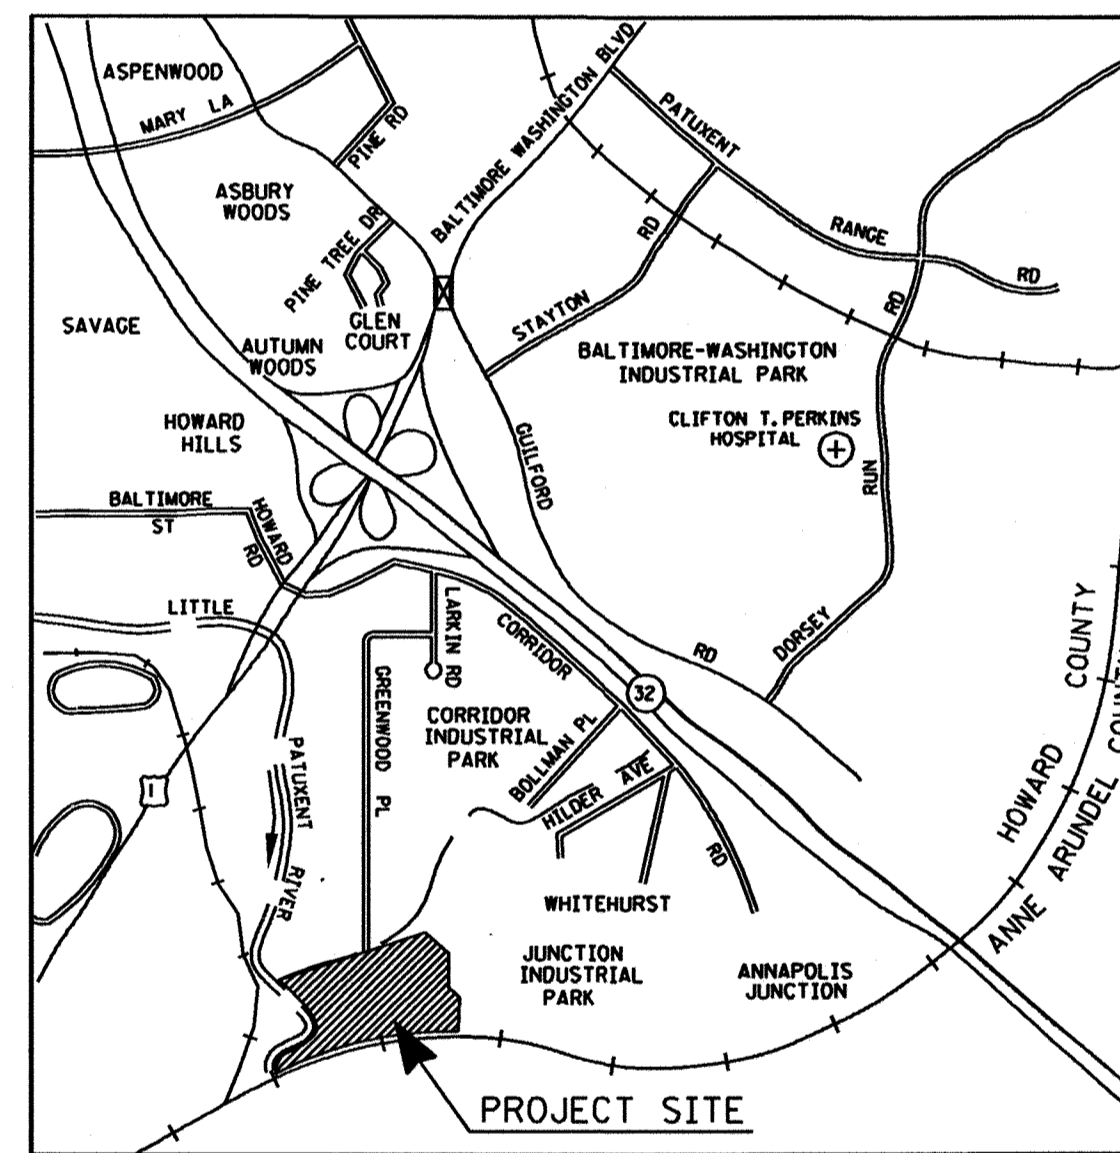 ASPENWOOD
MARY LA
PINE RD
BALTIMORE WASHINGTON BLVD
PATUXENT
RANGE
RD
ASBURY
WOODS
PINE TREE DR
RD
STAYTON
RD
SAVAGE
GLEN
COURT
AUTUMN
WOODS
BALTIMORE-WASHINGTON
INDUSTRIAL PARK
HOWARD
HILLS
CLIFTON T. PERKINS
HOSPITAL
GUILFORD
RUN
BALTIMORE
ST
HOWARD
RD
LITTLE
LARKIN RD
CORRIDOR
RD
DORSEY
COUNTY
GREENWOOD PL
32
CORRIDOR
INDUSTRIAL
PARK
BOLLMAN PL
PATUXENT
1
HILDER AVE
HOWARD
ANNE ARUNDEL COUNTY
RD
RIVER
WHITEHURST
JUNCTION
INDUSTRIAL
PARK
ANNAPOLIS
JUNCTION
PROJECT SITE